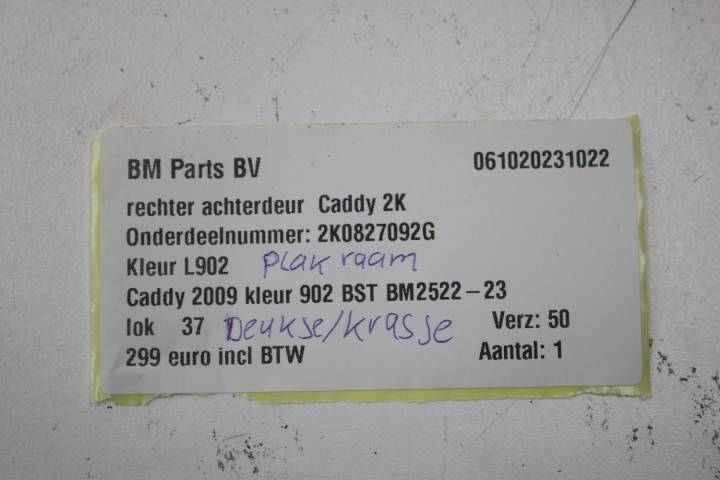 BM Parts BV 061020231022
rechter achterdeur Caddy 2K
Onderdeelnummer: 2K0827092G
Kleur L902 Plak raam
Caddy 2009 kleur 902 BST BM2522-23
lok 37 Deukse/krasse Verz: 50
299 euro incl BTW Aantal: 1